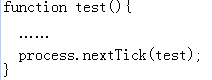 function test(){
……
process.nextTick(test);
}